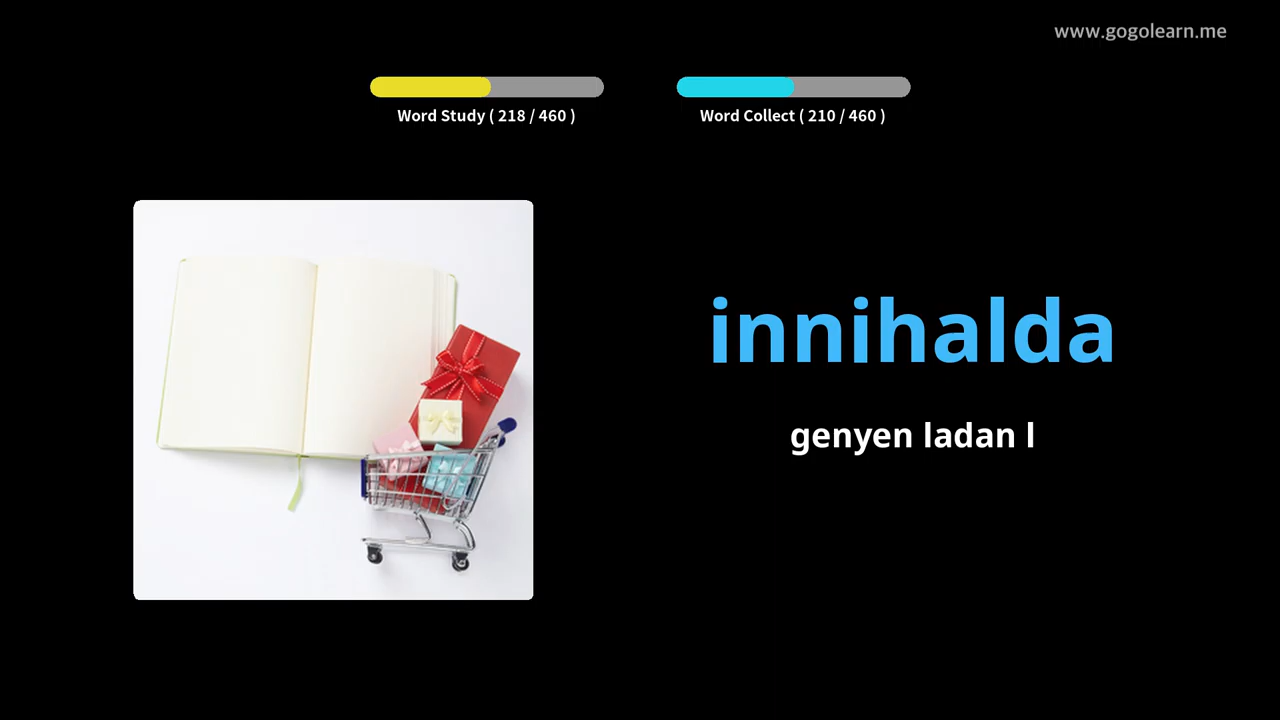 www.gogolearn.me
Word Study ( 218 / 460 )
Word Collect ( 210 / 460 )
innihalda
genyen ladan l